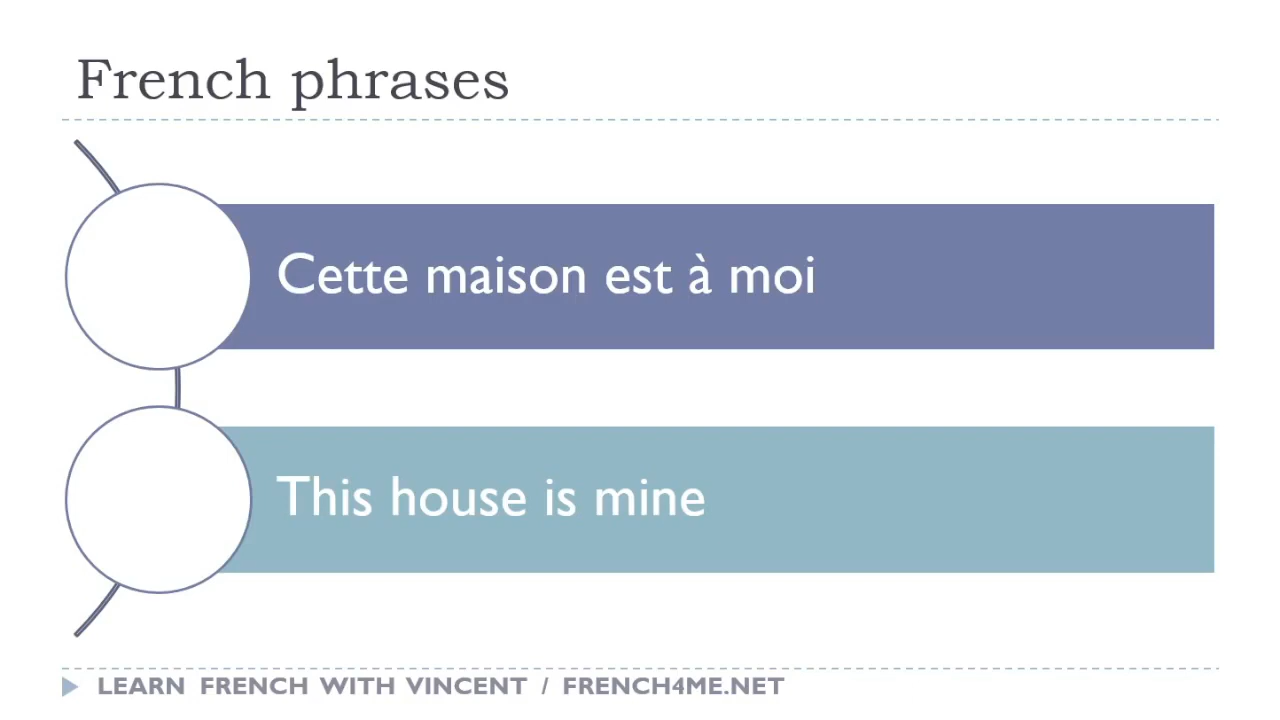 French phrases
Cette maison est à moi
This house is mine
LEARN FRENCH WITH VINCENT / FRENCH4ME.NET